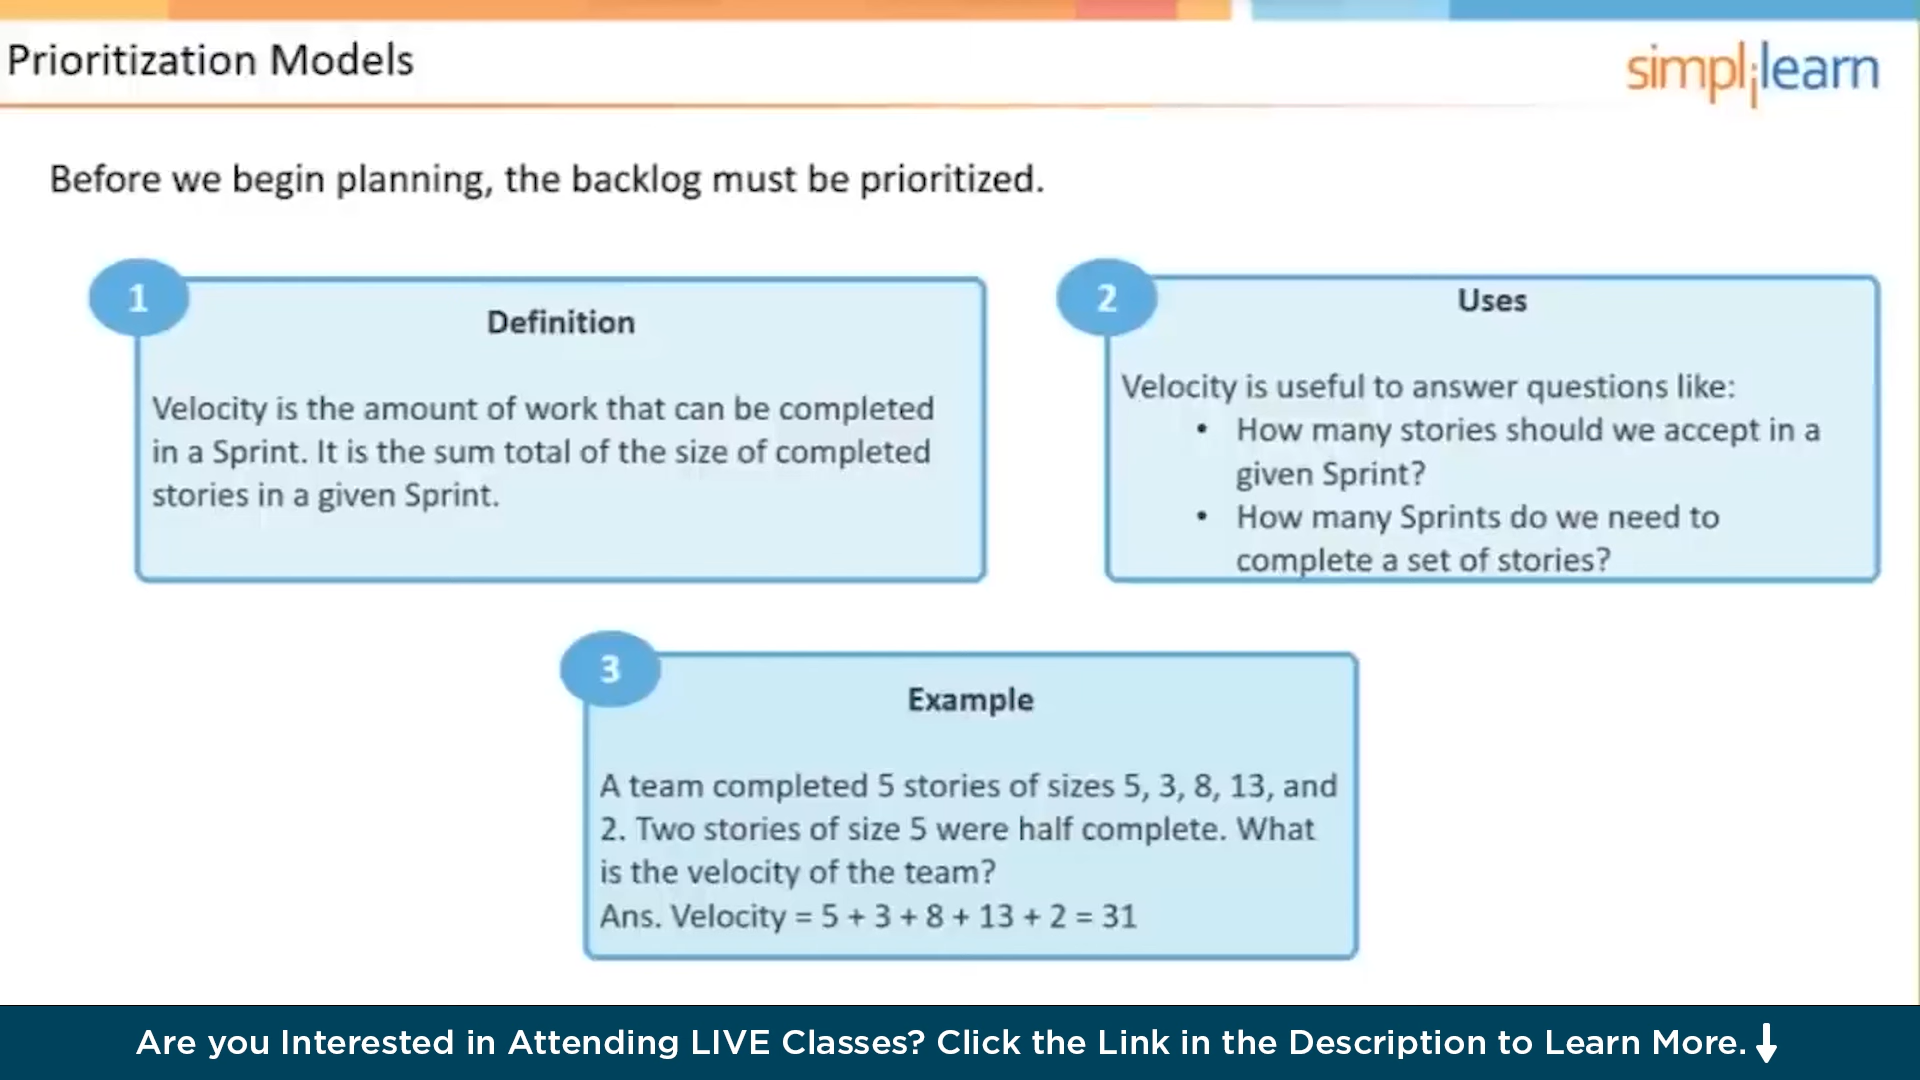 Prioritization Models
simplilearn
Before we begin planning, the backlog must be prioritized.
1
Definition
Velocity is the amount of work that can be completed
in a Sprint. It is the sum total of the size of completed
stories in a given Sprint.
2
Uses
Velocity is useful to answer questions like:
• How many stories should we accept in a
given Sprint?
• How many Sprints do we need to
complete a set of stories?
3
Example
A team completed 5 stories of sizes 5, 3, 8, 13, and
2. Two stories of size 5 were half complete. What
is the velocity of the team?
Ans. Velocity = 5 + 3 + 8 + 13 + 2 = 31
Are you Interested in Attending LIVE Classes? Click the Link in the Description to Learn More.